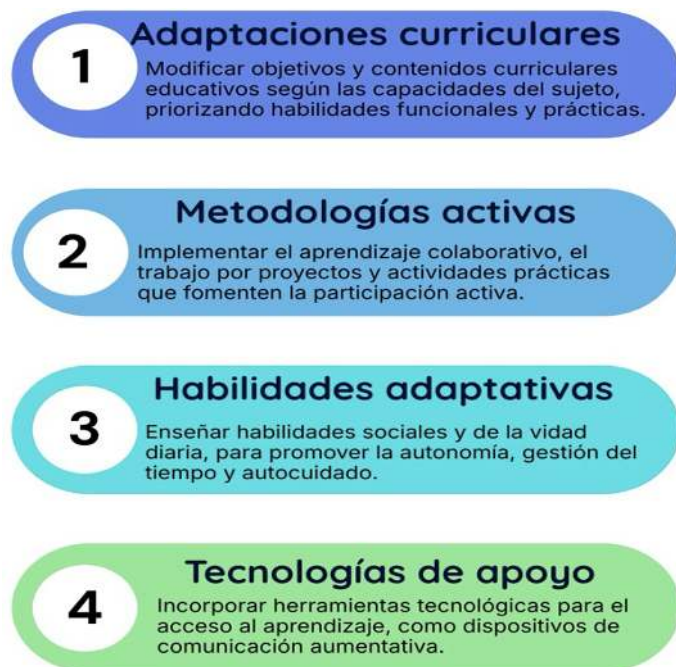 Adaptaciones curriculares
1
Modificar objetivos y contenidos curriculares
educativos según las capacidades del sujeto,
priorizando habilidades funcionales y prácticas.
Metodologías activas
2
Implementar el aprendizaje colaborativo, el
trabajo por proyectos y actividades prácticas
que fomenten la participación activa.
Habilidades adaptativas
3
Enseñar habilidades sociales y de la vidad
diaria, para promover la autonomía, gestión del
tiempo y autocuidado.
Tecnologías de apoyo
4
Incorporar herramientas tecnológicas para el
acceso al aprendizaje, como dispositivos de
comunicación aumentativa.